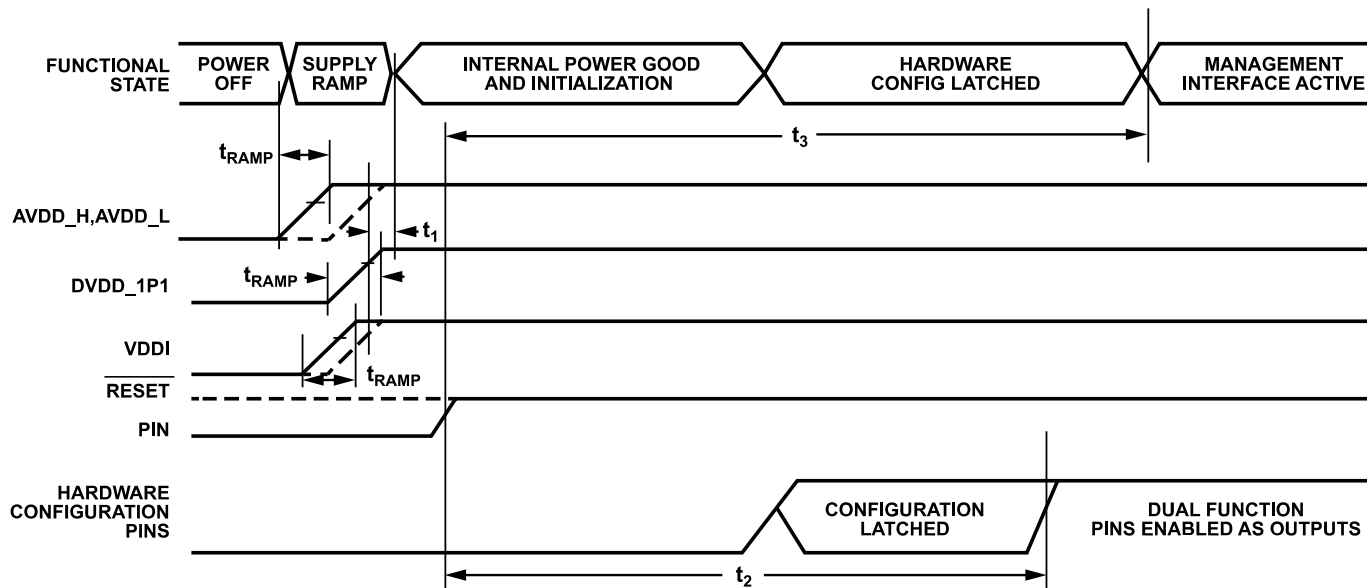 FUNCTIONAL
STATE
POWER
OFF
SUPPLY
RAMP
INTERNAL POWER GOOD
AND INITIALIZATION
HARDWARE
CONFIG LATCHED
MANAGEMENT
INTERFACE ACTIVE
t3
tRAMP
AVDD_H,AVDD_L
t1
tRAMP
DVDD_1P1
VDDI
tRAMP
RESET
PIN
HARDWARE
CONFIGURATION
PINS
CONFIGURATION
LATCHED
DUAL FUNCTION
PINS ENABLED AS OUTPUTS
t2